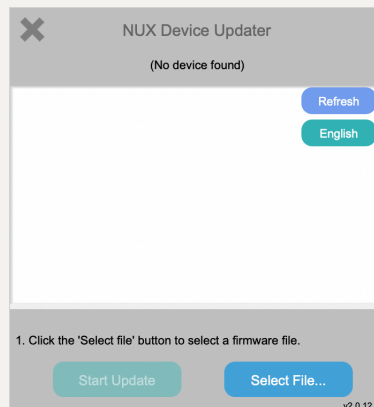 NUX Device Updater
(No device found)
Refresh
English
1. Click the 'Select file' button to select a firmware file.
Start Update
Select File...
v2.0.12